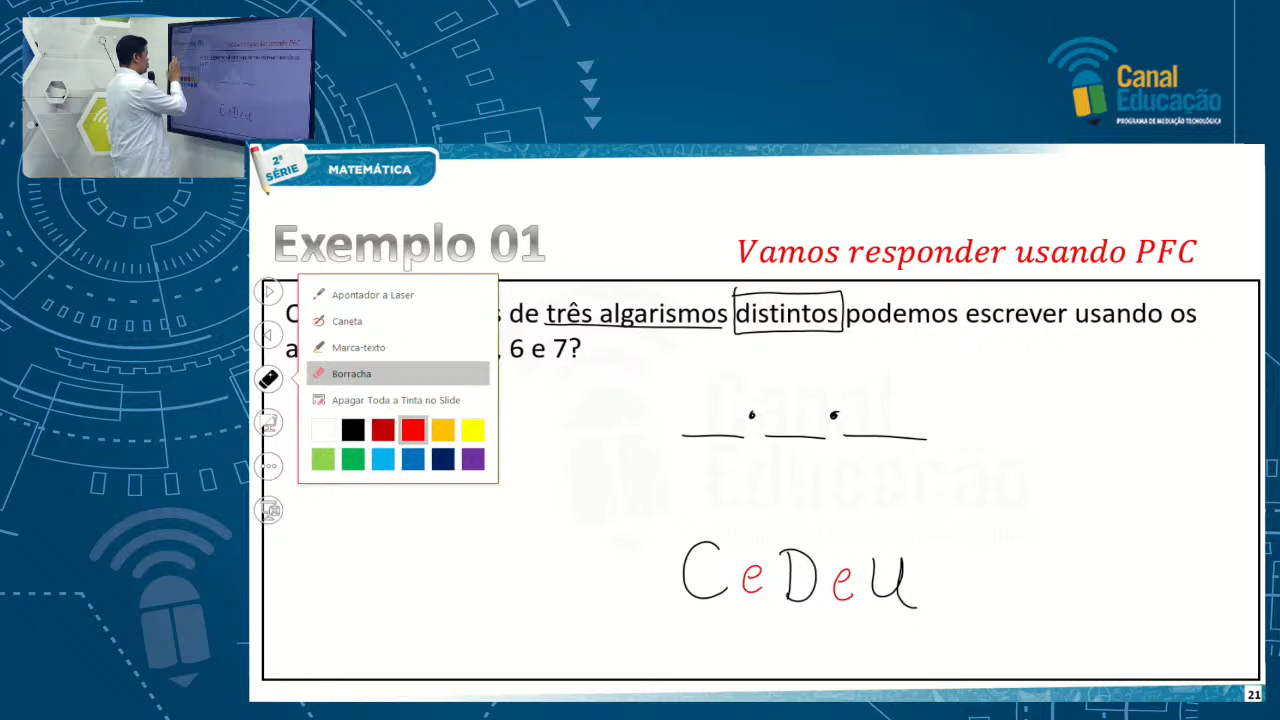 Canal
Educação
PROGRAMA DE MEDIAÇÃO TECNOLÓGICA
2ª
SÉRIE
MATEMÁTICA
Exemplo 01
Vamos responder usando PFC
de três algarismos distintos podemos escrever usando os
6 e 7?
Apontador a Laser
Caneta
Marca-texto
Borracha
Apagar Toda a Tinta no Slide
C e D e U
21